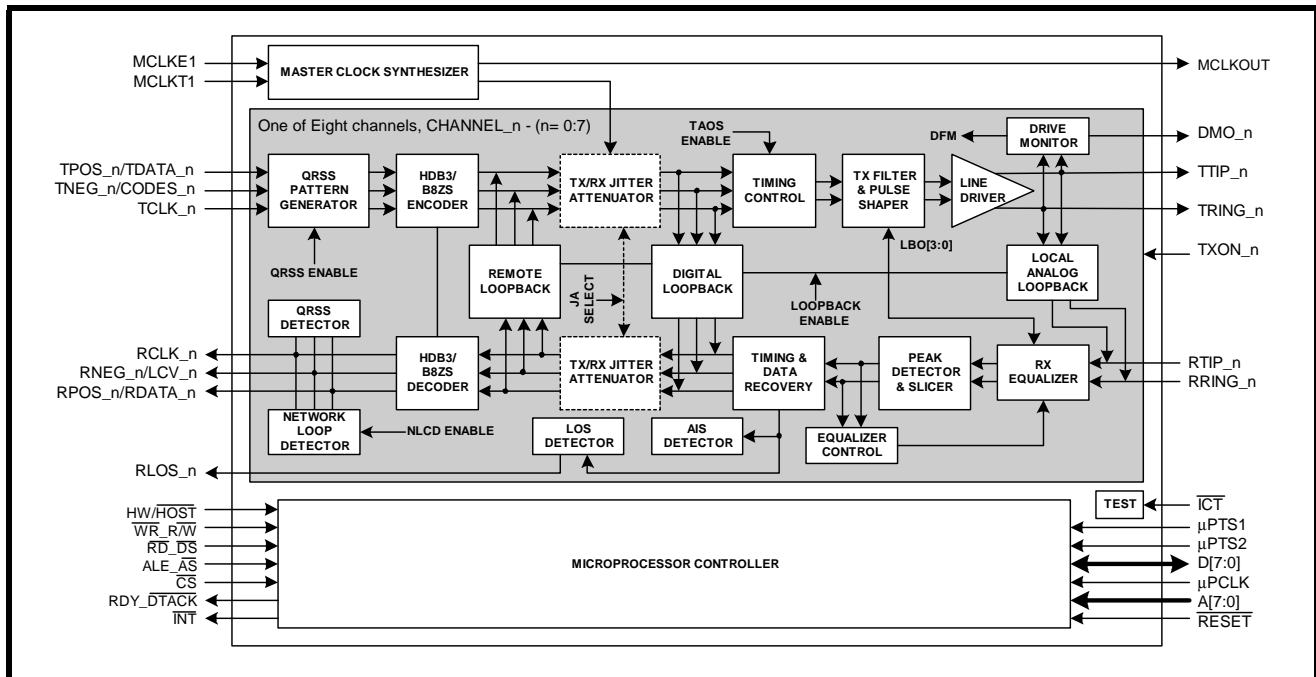 MCLKE1
MCLKT1
MASTER CLOCK SYNTHESIZER
MCLKOUT
One of Eight channels, CHANNEL_n - (n= 0:7)
TAOS
ENABLE
DFM
DRIVE
MONITOR
DMO_n
TPOS_n/TDATA_n
TNEG_n/CODES_n
TCLK_n
QRSS
PATTERN
GENERATOR
HDB3/
B8ZS
ENCODER
TX/RX JITTER
ATTENUATOR
TIMING
CONTROL
TX FILTER
& PULSE
SHAPER
LINE
DRIVER
TTIP_n
TRING_n
TXON_n
QRSS ENABLE
REMOTE
LOOPBACK
JA
SELECT
DIGITAL
LOOPBACK
LOOPBACK
ENABLE
LBO[3:0]
LOCAL
ANALOG
LOOPBACK
QRSS
DETECTOR
RCLK_n
RNEG_n/LCV_n
RPOS_n/RDATA_n
HDB3/
B8ZS
DECODER
TX/RX JITTER
ATTENUATOR
TIMING &
DATA
RECOVERY
PEAK
DETECTOR
& SLICER
RX
EQUALIZER
RTIP_n
RRING_n
NETWORK
LOOP
DETECTOR
NLCD ENABLE
LOS
DETECTOR
AIS
DETECTOR
EQUALIZER
CONTROL
RLOS_n
TEST
ICT
HW/HOST
WR_R/W
RD_DS
ALE_AS
CS
RDY_DTACK
INT
MICROPROCESSOR CONTROLLER
µPTS1
µPTS2
D[7:0]
µPCLK
A[7:0]
RESET